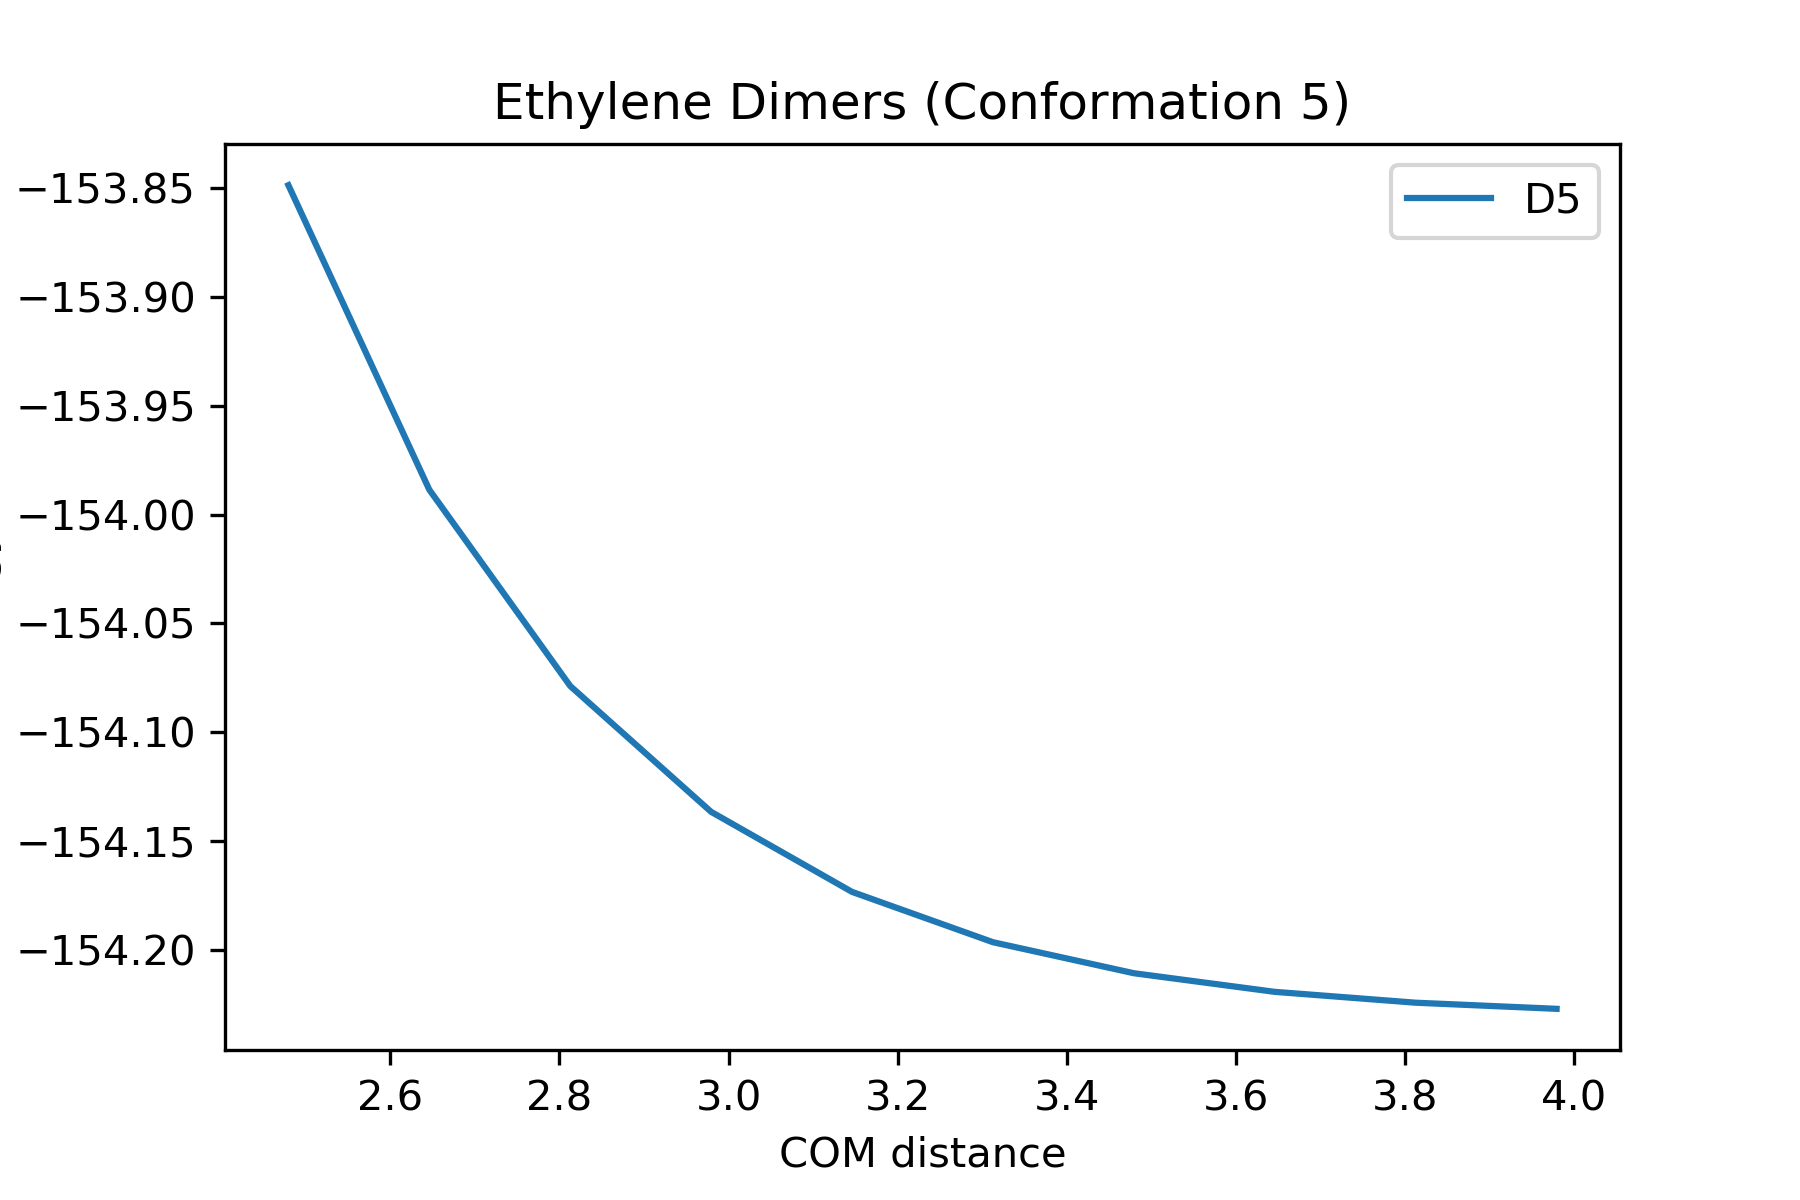 Ethylene Dimers (Conformation 5)
D5
−153.85
−153.90
−153.95
−154.00
−154.05
−154.10
−154.15
−154.20
2.6 2.8 3.0 3.2 3.4 3.6 3.8 4.0
COM distance